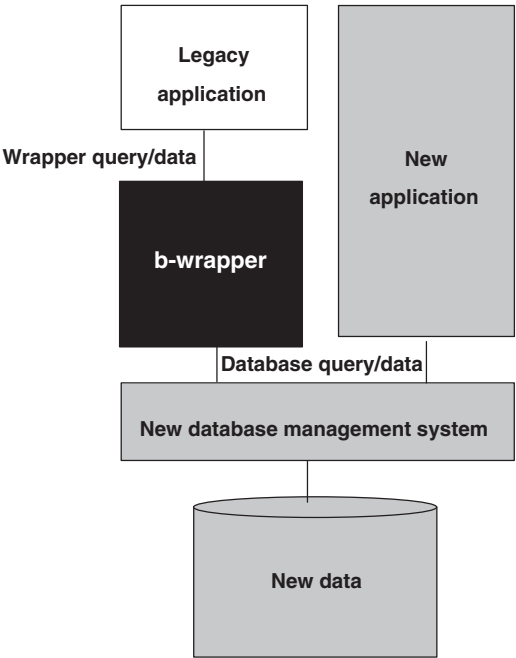 Legacy
application
Wrapper query/data
New
application
b-wrapper
Database query/data
New database management system
New data